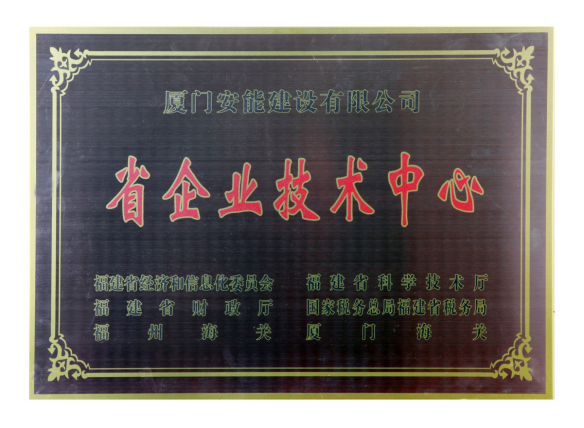 厦门安能建设有限公司
省企业技术中心
福建省经济和信息化委员会 福建省科学技术厅
福建省财政厅 国家税务总局福建省税务局
福州海关 厦门海关